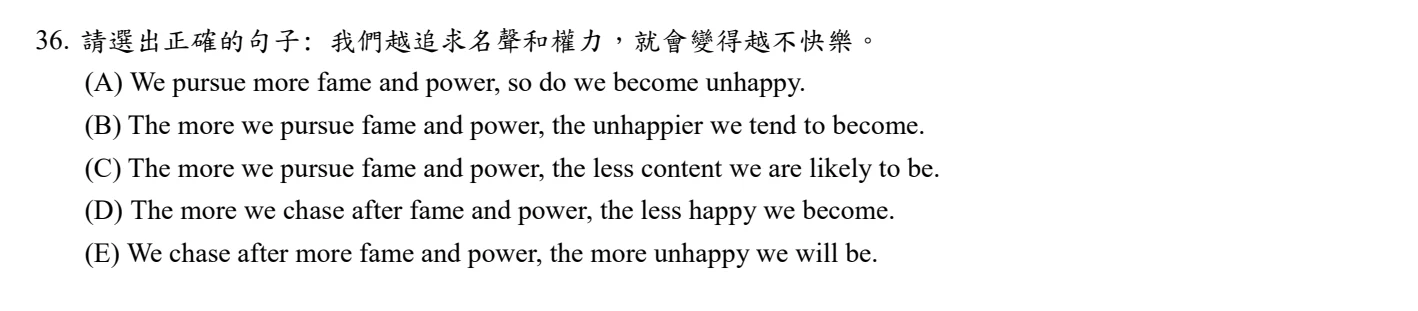 36. 請選出正確的句子: 我們越追求名聲和權力，就會變得越不快樂。
(A) We pursue more fame and power, so do we become unhappy.
(B) The more we pursue fame and power, the unhappier we tend to become.
(C) The more we pursue fame and power, the less content we are likely to be.
(D) The more we chase after fame and power, the less happy we become.
(E) We chase after more fame and power, the more unhappy we will be.